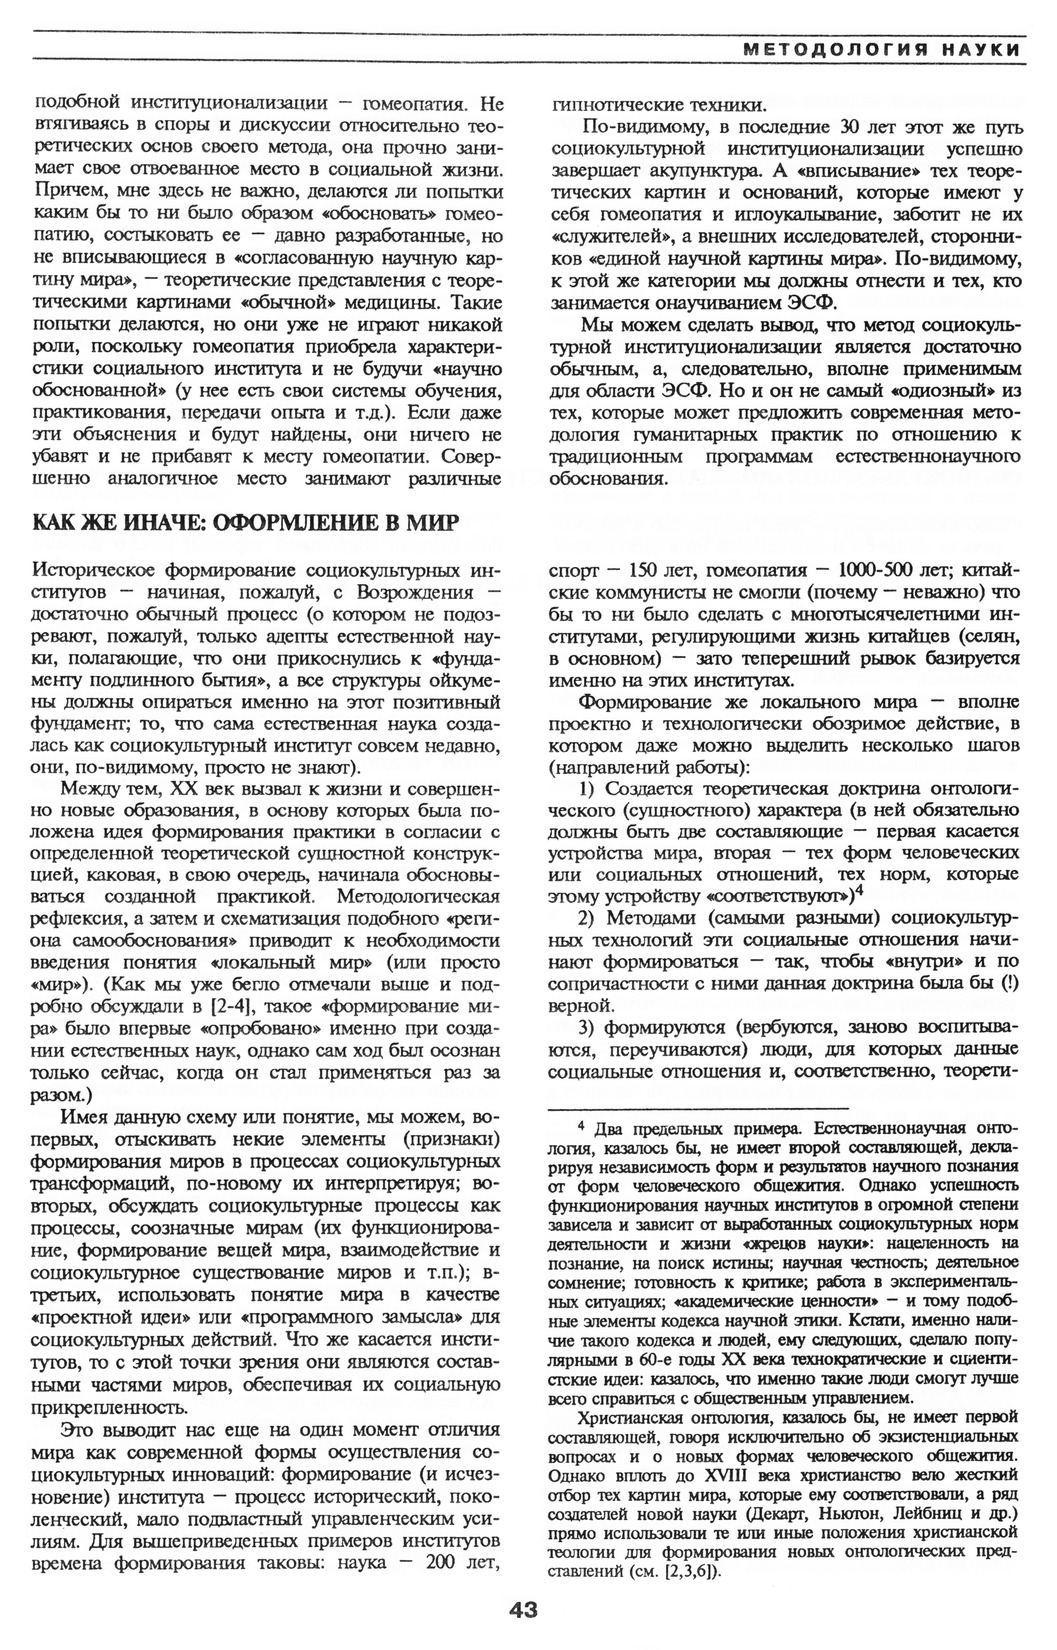 МЕТОДОЛОГИЯ НАУКИ
подобной институционализации — гомеопатия. Не
втягиваясь в споры и дискуссии относительно тео-
ретических основ своего метода, она прочно зани-
мает свое отвоеванное место в социальной жизни.
Причем, мне здесь не важно, делаются ли попытки
каким бы то ни было образом «обосновать» гомео-
патию, состыковать ее — давно разработанные, но
не вписывающиеся в «согласованную научную кар-
тину мира», — теоретические представления с теоре-
тическими картинами «обычной» медицины. Такие
попытки делаются, но они уже не играют никакой
роли, поскольку гомеопатия приобрела характери-
стики социального института и не будучи «научно
обоснованной» (у нее есть свои системы обучения,
практикования, передачи опыта и т.д.). Если даже
эти объяснения и будут найдены, они ничего не
убавят и не прибавят к месту гомеопатии. Совер-
шенно аналогичное место занимают различные
гипнотические техники.
По-видимому, в последние 30 лет этот же путь
социокультурной институционализации успешно
завершает акупунктура. А «вписывание» тех теоре-
тических картин и оснований, которые имеют у
себя гомеопатия и иглоукалывание, заботит не их
«служителей», а внешних исследователей, сторонни-
ков «единой научной картины мира». По-видимому,
к этой же категории мы должны отнести и тех, кто
занимается онаучиванием ЭСФ.
Мы можем сделать вывод, что метод социокуль-
турной институционализации является достаточно
обычным, а, следовательно, вполне применимым
для области ЭСФ. Но и он не самый «одиозный» из
тех, которые может предложить современная мето-
дология гуманитарных практик по отношению к
традиционным программам естественнонаучного
обоснования.
КАК ЖЕ ИНАЧЕ: ОФОРМЛЕНИЕ В МИР
Историческое формирование социокультурных ин-
ститутов — начиная, пожалуй, с Возрождения —
достаточно обычный процесс (о котором не подоз-
ревают, пожалуй, только адепты естественной нау-
ки, полагающие, что они прикоснулись к «фунда-
менту подлинного бытия», а все структуры ойкуме-
ны должны опираться именно на этот позитивный
фундамент; то, что сама естественная наука созда-
лась как социокультурный институт совсем недавно,
они, по-видимому, просто не знают).
Между тем, XX век вызвал к жизни и совершен-
но новые образования, в основу которых была по-
ложена идея формирования практики в согласии с
определенной теоретической сущностной конструк-
цией, каковая, в свою очередь, начинала обосновы-
ваться созданной практикой. Методологическая
рефлексия, а затем и схематизация подобного «реги-
она самообоснования» приводит к необходимости
введения понятия «локальный мир» (или просто
«мир»). (Как мы уже бегло отмечали выше и под-
робно обсуждали в [2-4], такое «формирование ми-
ра» было впервые «опробовано» именно при созда-
нии естественных наук, однако сам ход был осознан
только сейчас, когда он стал применяться раз за
разом.)
Имея данную схему или понятие, мы можем, во-
первых, отыскивать некие элементы (признаки)
формирования миров в процессах социокультурных
трансформаций, по-новому их интерпретируя; во-
вторых, обсуждать социокультурные процессы как
процессы, соозначные мирам (их функционирова-
ние, формирование вещей мира, взаимодействие и
социокультурное существование миров и т.п.); в-
третьих, использовать понятие мира в качестве
«проектной идеи» или «программного замысла» для
социокультурных действий. Что же касается инсти-
тутов, то с этой точки зрения они являются состав-
ными частями миров, обеспечивая их социальную
прикрепленность.
Это выводит нас еще на один момент отличия
мира как современной формы осуществления со-
циокультурных инноваций: формирование (и исчез-
новение) института — процесс исторический, поко-
ленческий, мало подвластный управленческим уси-
лиям. Для вышеприведенных примеров институтов
времена формирования таковы: наука — 200 лет,
спорт — 150 лет, гомеопатия — 1000-500 лет; китай-
ские коммунисты не смогли (почему — неважно) что
бы то ни было сделать с многотысячелетними ин-
ститутами, регулирующими жизнь китайцев (селян,
в основном) — зато теперешний рывок базируется
именно на этих институтах.
Формирование же локального мира — вполне
проектно и технологически обозримое действие, в
котором даже можно выделить несколько шагов
(направлений работы):
1) Создается теоретическая доктрина онтологи-
ческого (сущностного) характера (в ней обязательно
должны быть две составляющие — первая касается
устройства мира, вторая — тех форм человеческих
или социальных отношений, тех норм, которые
этому устройству «соответствуют»)4
2) Методами (самыми разными) социокультур-
ных технологий эти социальные отношения начи-
нают формироваться — так, чтобы «внутри» и по
сопричастности с ними данная доктрина была бы (!)
верной.
3) формируются (вербуются, заново воспитыва-
ются, переучиваются) люди, для которых данные
социальные отношения и, соответственно, теорети-
4 Два предельных примера. Естественнонаучная онто-
логия, казалось бы, не имеет второй составляющей, декла-
рируя независимость форм и результатов научного познания
от форм человеческого общежития. Однако успешность
функционирования научных институтов в огромной степени
зависела и зависит от выработанных социокультурных норм
деятельности и жизни «жрецов науки»: нацеленность на
познание, на поиск истины; научная честность; деятельное
сомнение; готовность к критике; работа в эксперименталь-
ных ситуациях; «академические ценности» — и тому подоб-
ные элементы кодекса научной этики. Кстати, именно нали-
чие такого кодекса и людей, ему следующих, сделало попу-
лярными в 60-е годы XX века технократические и сциенти-
стские идеи: казалось, что именно такие люди смогут лучше
всего справиться с общественным управлением.
Христианская онтология, казалось бы, не имеет первой
составляющей, говоря исключительно об экзистенциальных
вопросах и о новых формах человеческого общежития.
Однако вплоть до XVIII века христианство вело жесткий
отбор тех картин мира, которые ему соответствовали, а ряд
создателей новой науки (Декарт, Ньютон, Лейбниц и др.)
прямо использовали те или иные положения христианской
теологии для формирования новых онтологических пред-
ставлений (см. [2,3,6]).
43